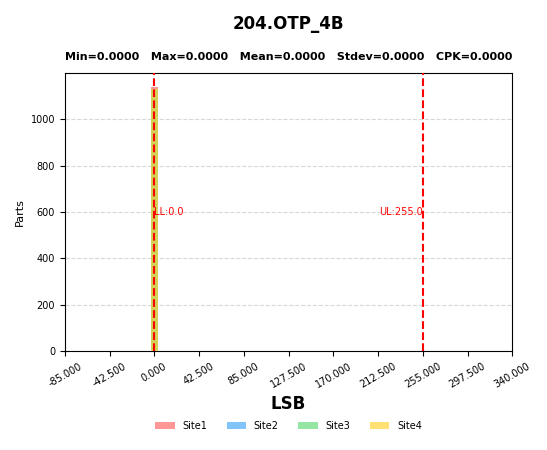 204.OTP_4B
Min=0.0000 Max=0.0000 Mean=0.0000 Stdev=0.0000 CPK=0.0000
Parts
1000
800
600
400
200
0
LL:0.0
UL:255.0
-85.000 -42.500 0.000 42.500 85.000 127.500 170.000 212.500 255.000 297.500 340.000
LSB
Site1 Site2 Site3 Site4